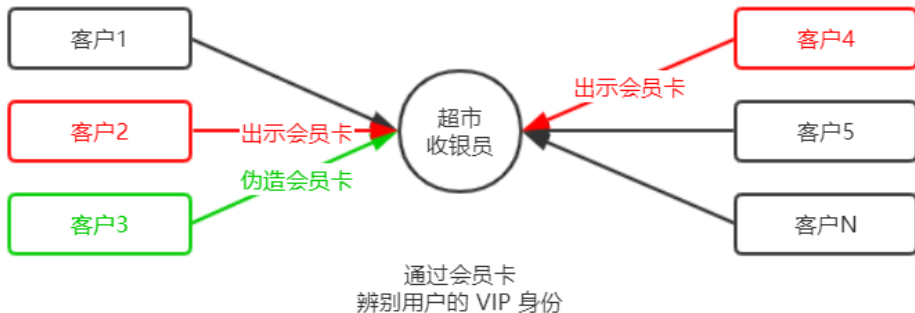 客户1
客户4
出示会员卡
超市
收银员
客户2
出示会员卡
客户5
伪造会员卡
客户3
客户N
通过会员卡
辨别用户的 VIP 身份